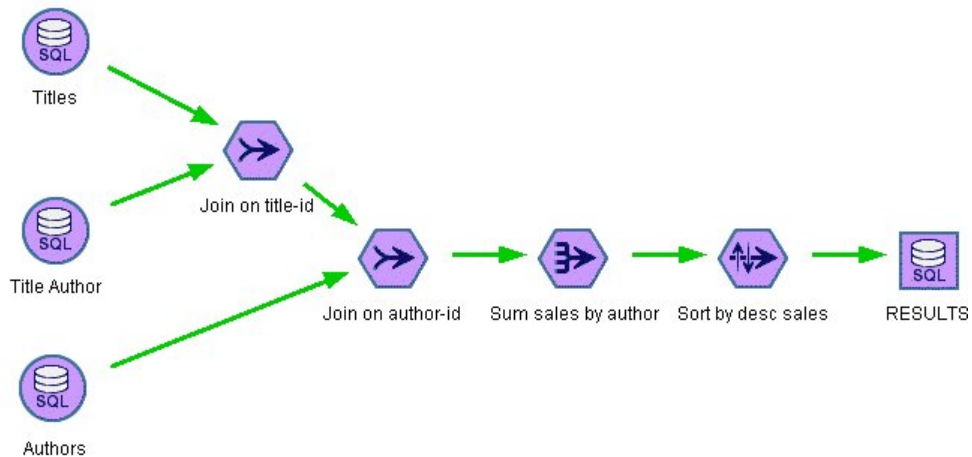 SQL
Titles
Join on title-id
SQL
Title Author
Join on author-id
Sum sales by author
Sort by desc sales
SQL
RESULTS
SQL
Authors